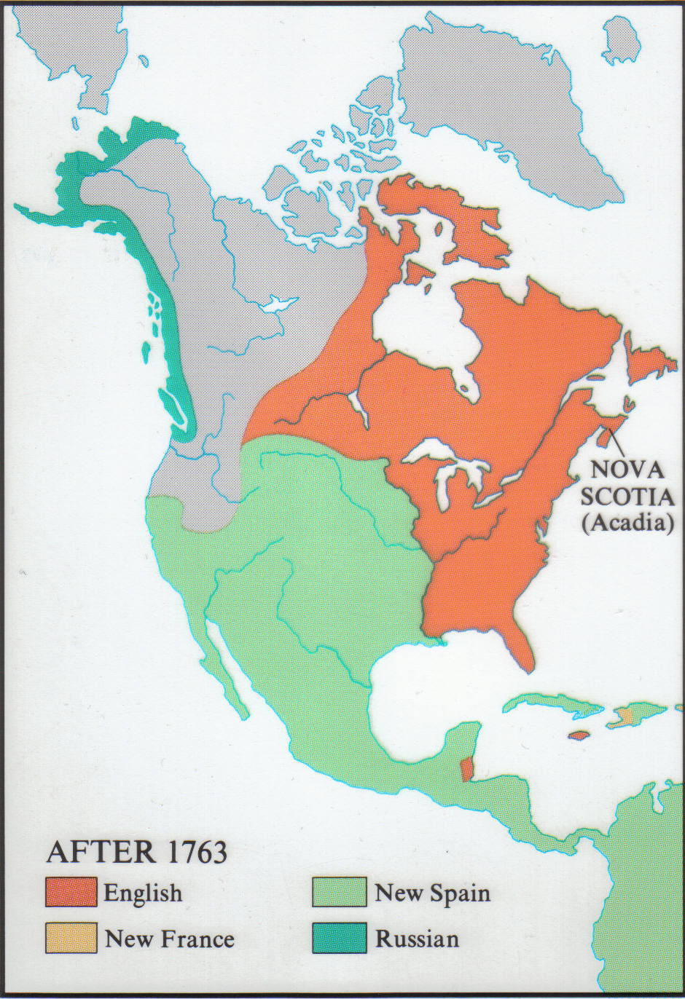 NOVA
SCOTIA
(Acadia)
AFTER 1763
English
New Spain
New France
Russian